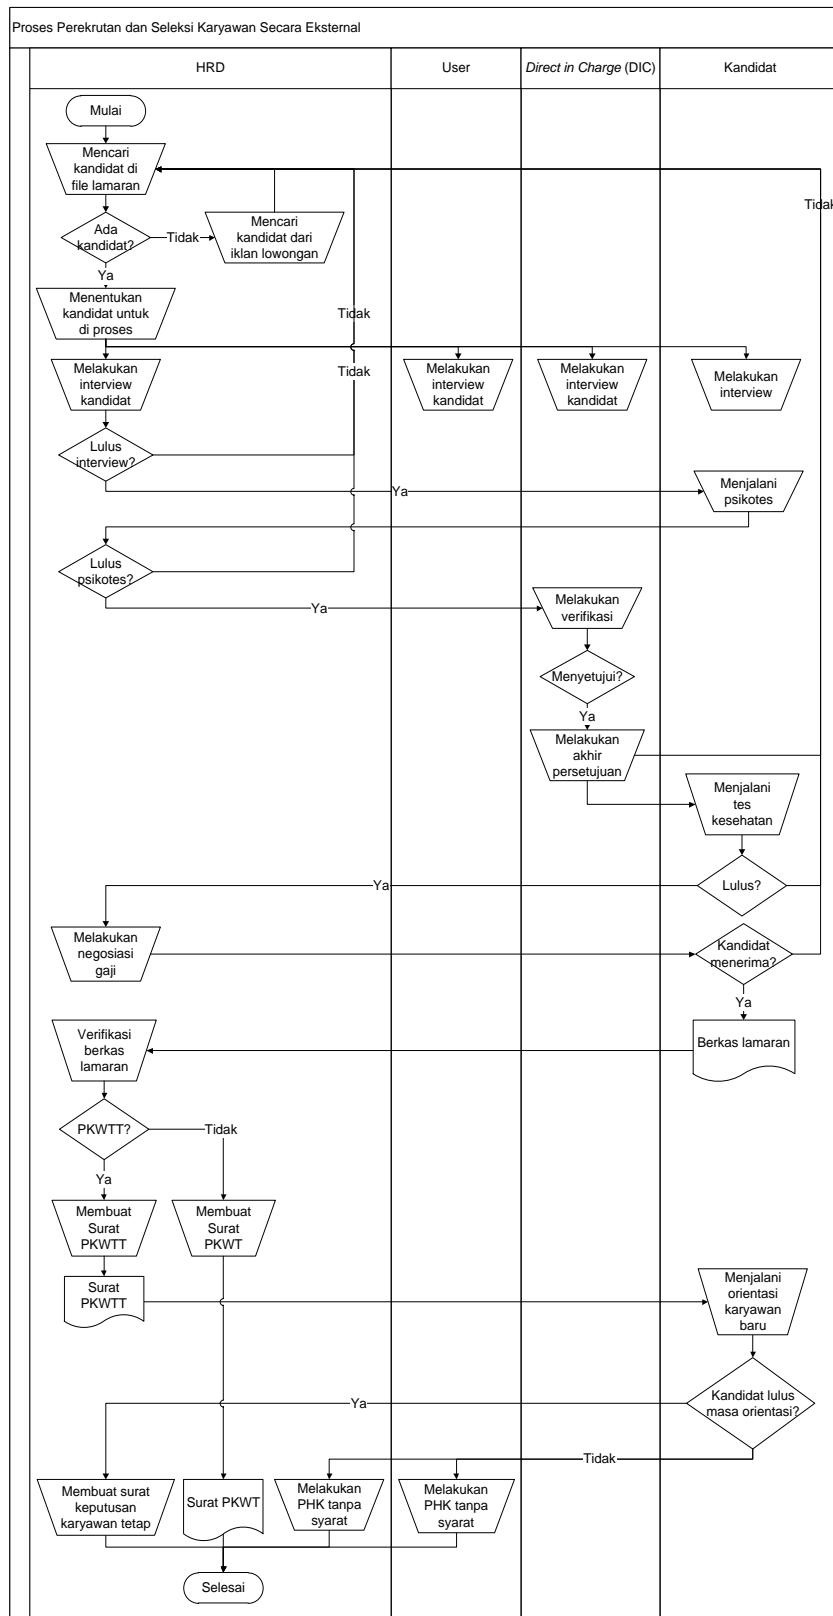 Proses Perekrutan dan Seleksi Karyawan Secara Eksternal
HRD
User
Direct in Charge (DIC)
Kandidat
Mulai
Mencari
kandidat di
file lamaran
Ada
kandidat?
Tidak
Mencari
kandidat dari
iklan lowongan
Tidak
Ya
Menentukan
kandidat untuk
di proses
Tidak
Melakukan
interview
kandidat
Tidak
Melakukan
interview
kandidat
Melakukan
interview
kandidat
Melakukan
interview
Lulus
interview?
Ya
Menjalani
psikotes
Lulus
psikotes?
Ya
Melakukan
verifikasi
Menyetujui?
Ya
Melakukan
akhir
persetujuan
Menjalani
tes
kesehatan
Lulus?
Ya
Melakukan
negosiasi
gaji
Kandidat
menerima?
Ya
Berkas lamaran
Verifikasi
berkas
lamaran
PKWTT?
Tidak
Ya
Membuat
Surat
PKWTT
Membuat
Surat
PKWT
Surat
PKWTT
Menjalani
orientasi
karyawan
baru
Kandidat lulus
masa orientasi?
Ya
Tidak
Membuat surat
keputusan
karyawan tetap
Surat PKWT
Melakukan
PHK tanpa
syarat
Melakukan
PHK tanpa
syarat
Selesai